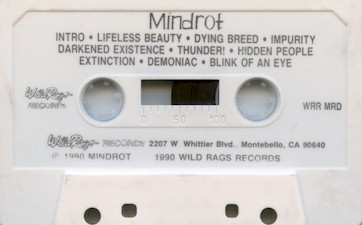 Mindrot
INTRO • LIFELESS BEAUTY • DYING BREED • IMPURITY
DARKENED EXISTENCE • THUNDER! • HIDDEN PEOPLE
EXTINCTION • DEMONIAC • BLINK OF AN EYE
Wild Rags
RECORDS
WRR MRD
0 50 100
Wild Rags RECORDS 2207 W Whittier Blvd. Montebello, CA 90640
℗ 1990 MINDROT 1990 WILD RAGS RECORDS